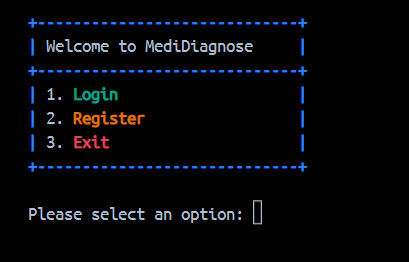 +-----------------------------+
| Welcome to MediDiagnose     |
+-----------------------------+
| 1. Login                    |
| 2. Register                 |
| 3. Exit                     |
+-----------------------------+
Please select an option: